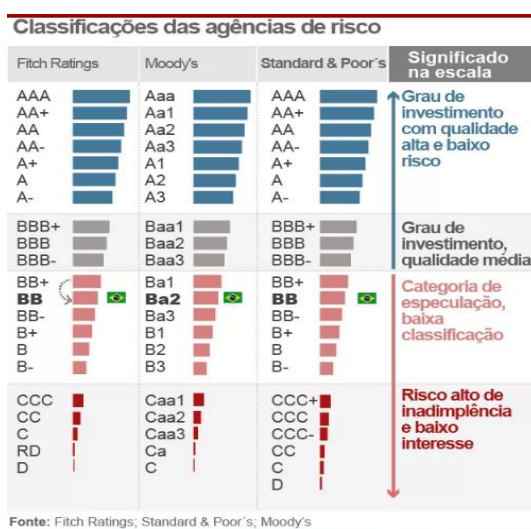 Classificações das agências de risco
Fitch Ratings
Moody's
Standard & Poor´s
Significado
na escala
AAA
AA+
AA
AA-
A+
A
A-
Aaa
Aa1
Aa2
Aa3
A1
A2
A3
AAA
AA+
AA
AA-
A+
A
A-
Grau de
investimento
com qualidade
alta e baixo
risco
BBB+
BBB
BBB-
Baa1
Baa2
Baa3
BBB+
BBB
BBB-
Grau de
investimento,
qualidade média
BB+
BB
BB-
B+
B
B-
Ba1
Ba2
Ba3
B1
B2
B3
BB+
BB
BB-
B+
B
B-
Categoria de
especulação,
baixa
classificação
CCC
CC
C
RD
D
Caa1
Caa2
Caa3
Ca
C
CCC+
CCC
CCC-
CC
C
D
Risco alto de
inadimplência
e baixo
interesse
Fonte: Fitch Ratings; Standard & Poor´s; Moody's